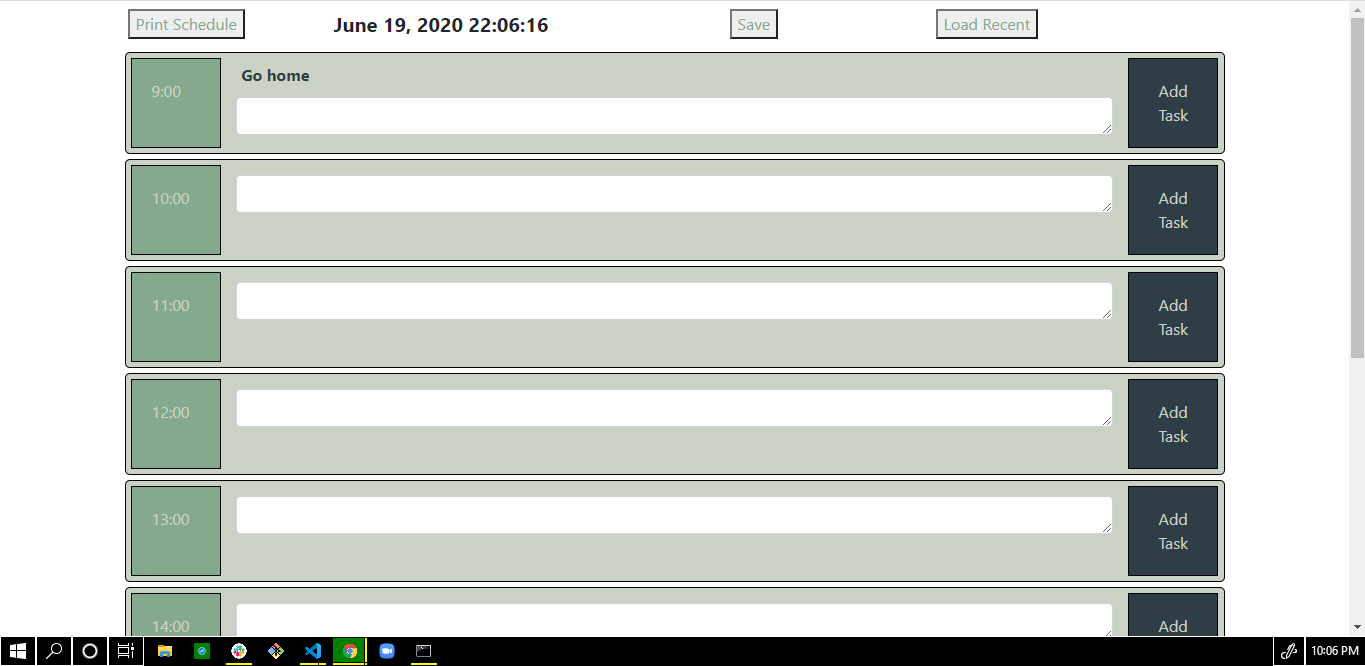 Print Schedule
June 19, 2020 22:06:16
Save
Load Recent
9:00
Go home
Add
Task
10:00
Add
Task
11:00
Add
Task
12:00
Add
Task
13:00
Add
Task
14:00
Add
10:06 PM